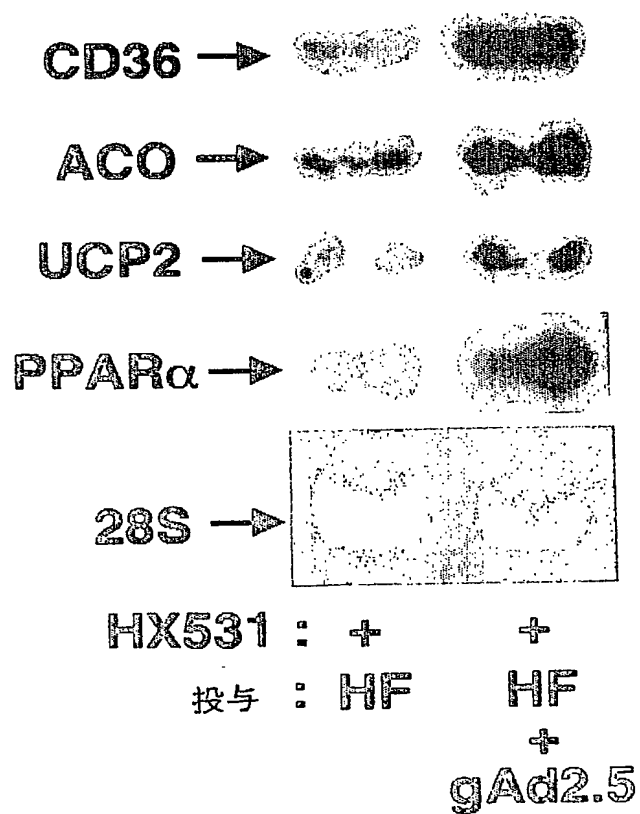 CD36
ACO
UCP2
PPARα
28S
HX531 : + +
投与 : HF HF
+
gAd2.5